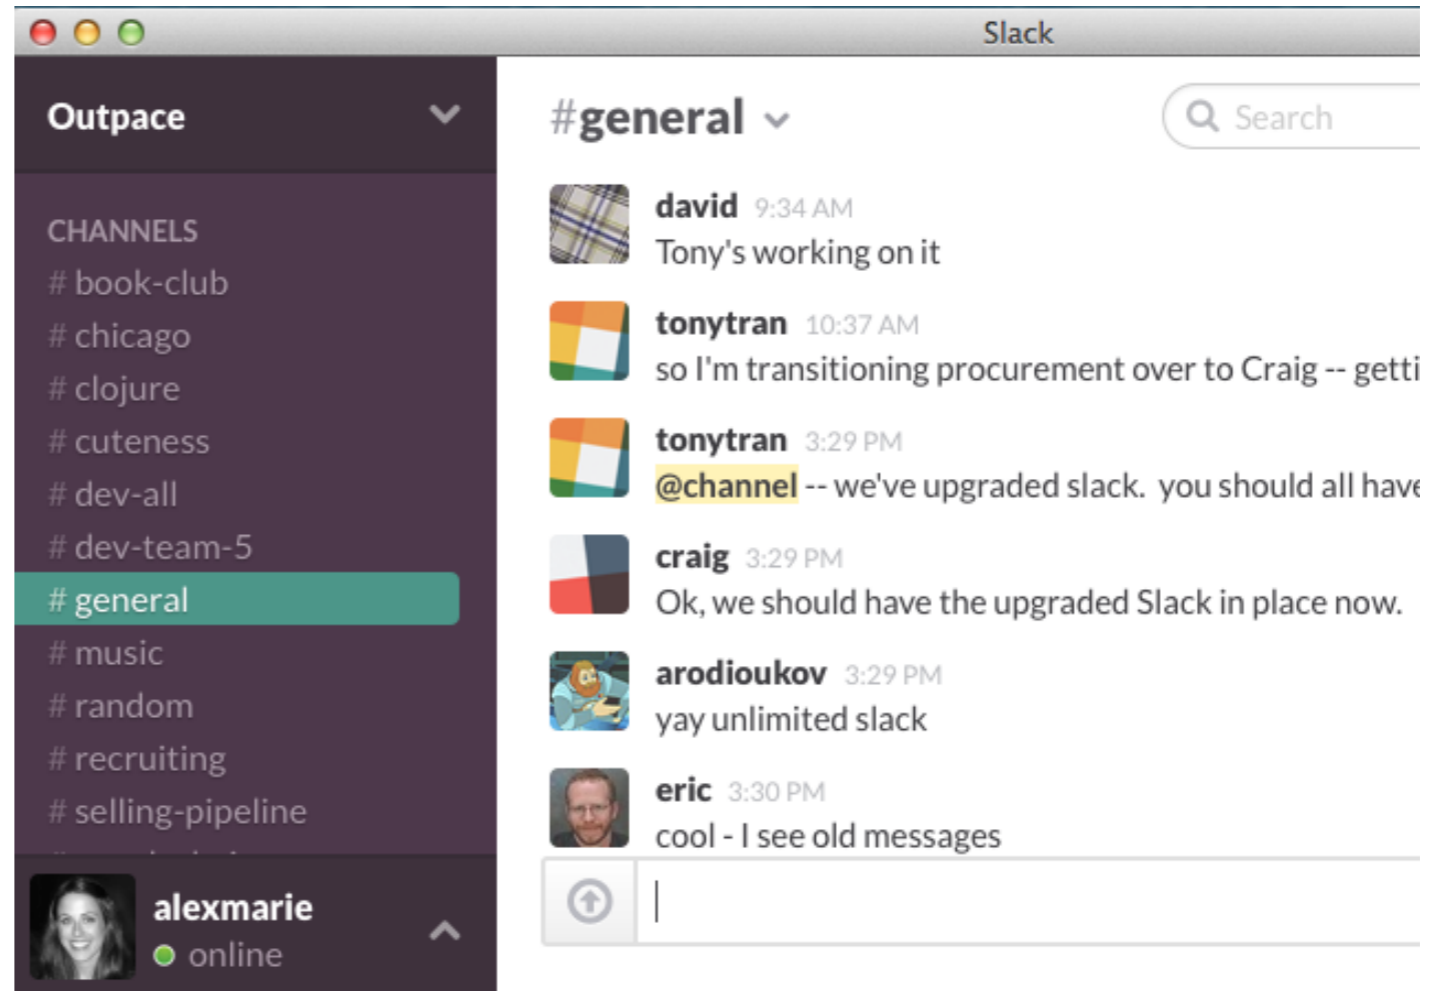 Slack
Outpace
CHANNELS
# book-club
# chicago
# clojure
# cuteness
# dev-all
# dev-team-5
# general
# music
# random
# recruiting
# selling-pipeline
alexmarie
online
#general
Search
david 9:34 AM
Tony's working on it
tonytran 10:37 AM
so I'm transitioning procurement over to Craig -- getti
tonytran 3:29 PM
@channel -- we've upgraded slack.  you should all have
craig 3:29 PM
Ok, we should have the upgraded Slack in place now.
arodioukov 3:29 PM
yay unlimited slack
eric 3:30 PM
cool - I see old messages